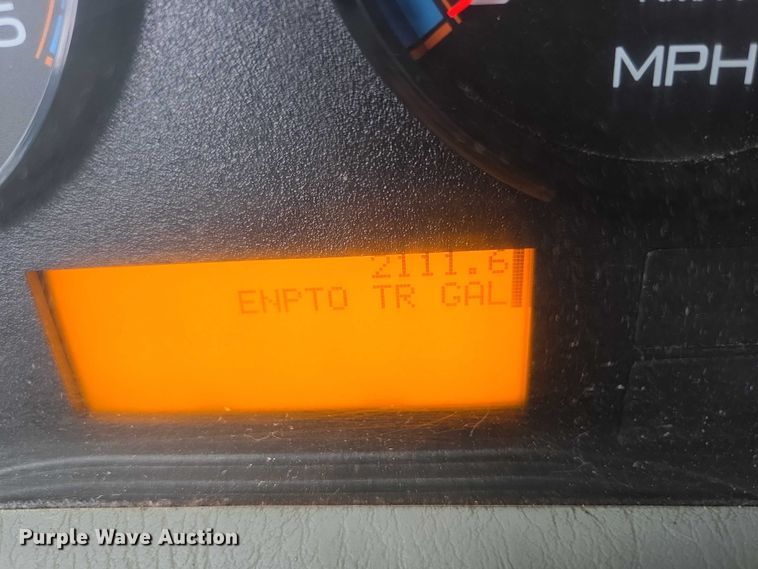 MPH
2111.6
ENPTO TR GAL
Purple Wave Auction